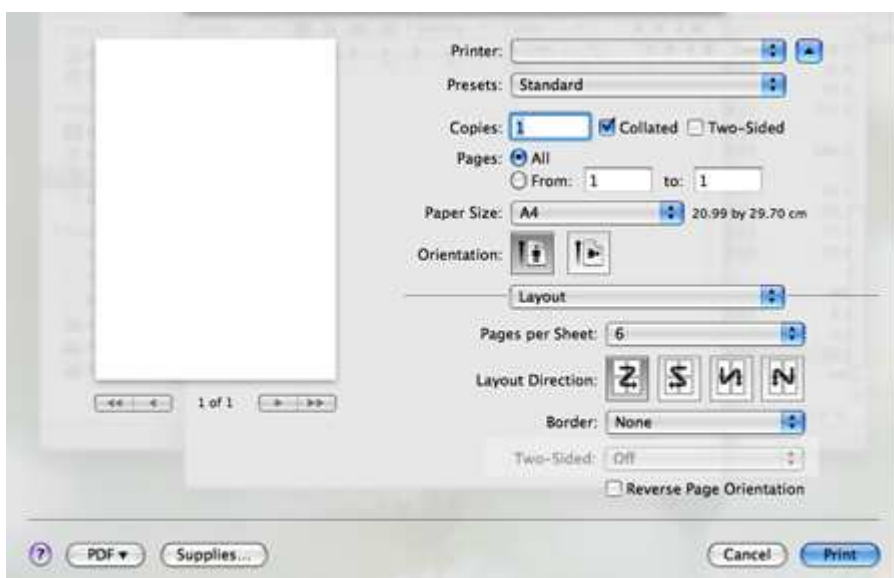 Printer:
Presets: Standard
Copies: 1 Collated Two-Sided
Pages: All
From: 1 to: 1
Paper Size: A4 20.99 by 29.70 cm
Orientation:
Layout
Pages per Sheet: 6
Layout Direction:
1 of 1
Border: None
Two-Sided: Off
Reverse Page Orientation
? PDF Supplies... Cancel Print